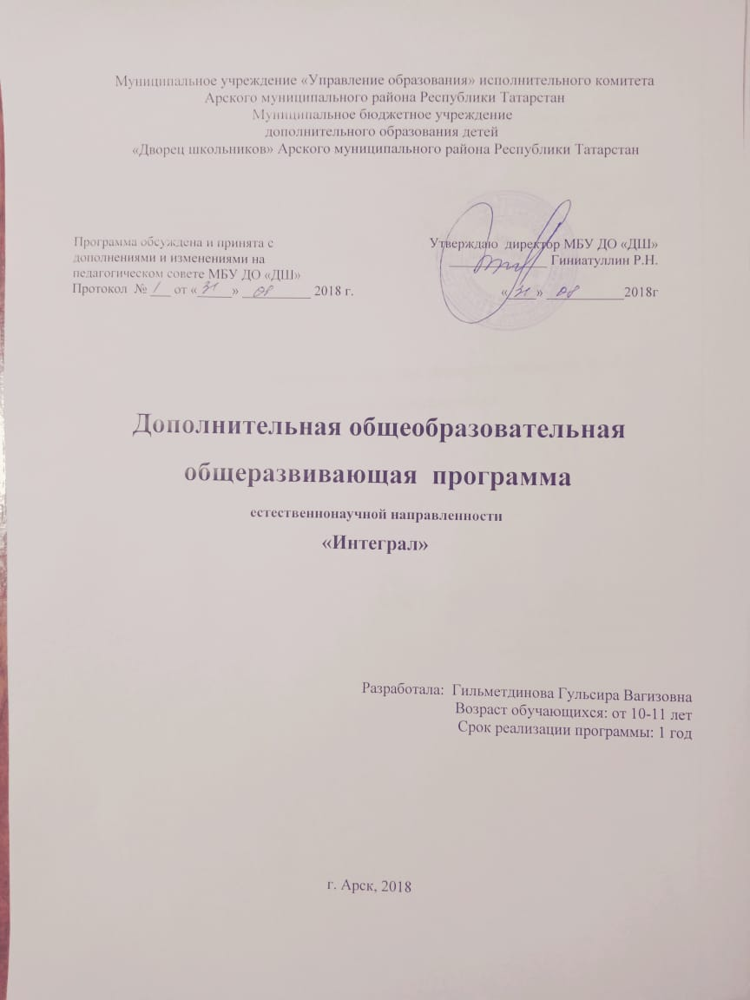 Муниципальное учреждение «Управление образования» исполнительного комитета
Арского муниципального района Республики Татарстан
Муниципальное бюджетное учреждение
дополнительного образования детей
«Дворец школьников» Арского муниципального района Республики Татарстан
Программа обсуждена и принята с
дополнениями и изменениями на
педагогическом совете МБУ ДО «ДШ»
Протокол № 1 от «31» 08 2018 г.
Утверждаю директор МБУ ДО «ДШ»
Гиниатуллин Р.Н.
«31» 08 2018г
Дополнительная общеобразовательная
общеразвивающая программа
естественнонаучной направленности
«Интеграл»
Разработала: Гильметдинова Гульсира Вагизовна
Возраст обучающихся: от 10-11 лет
Срок реализации программы: 1 год
г. Арск, 2018